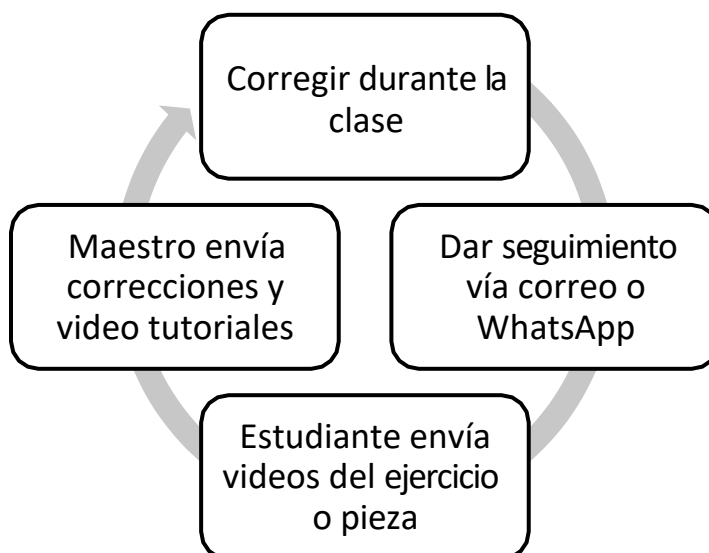 Corregir durante la
clase
Dar seguimiento
vía correo o
WhatsApp
Estudiante envía
videos del ejercicio
o pieza
Maestro envía
correcciones y
video tutoriales